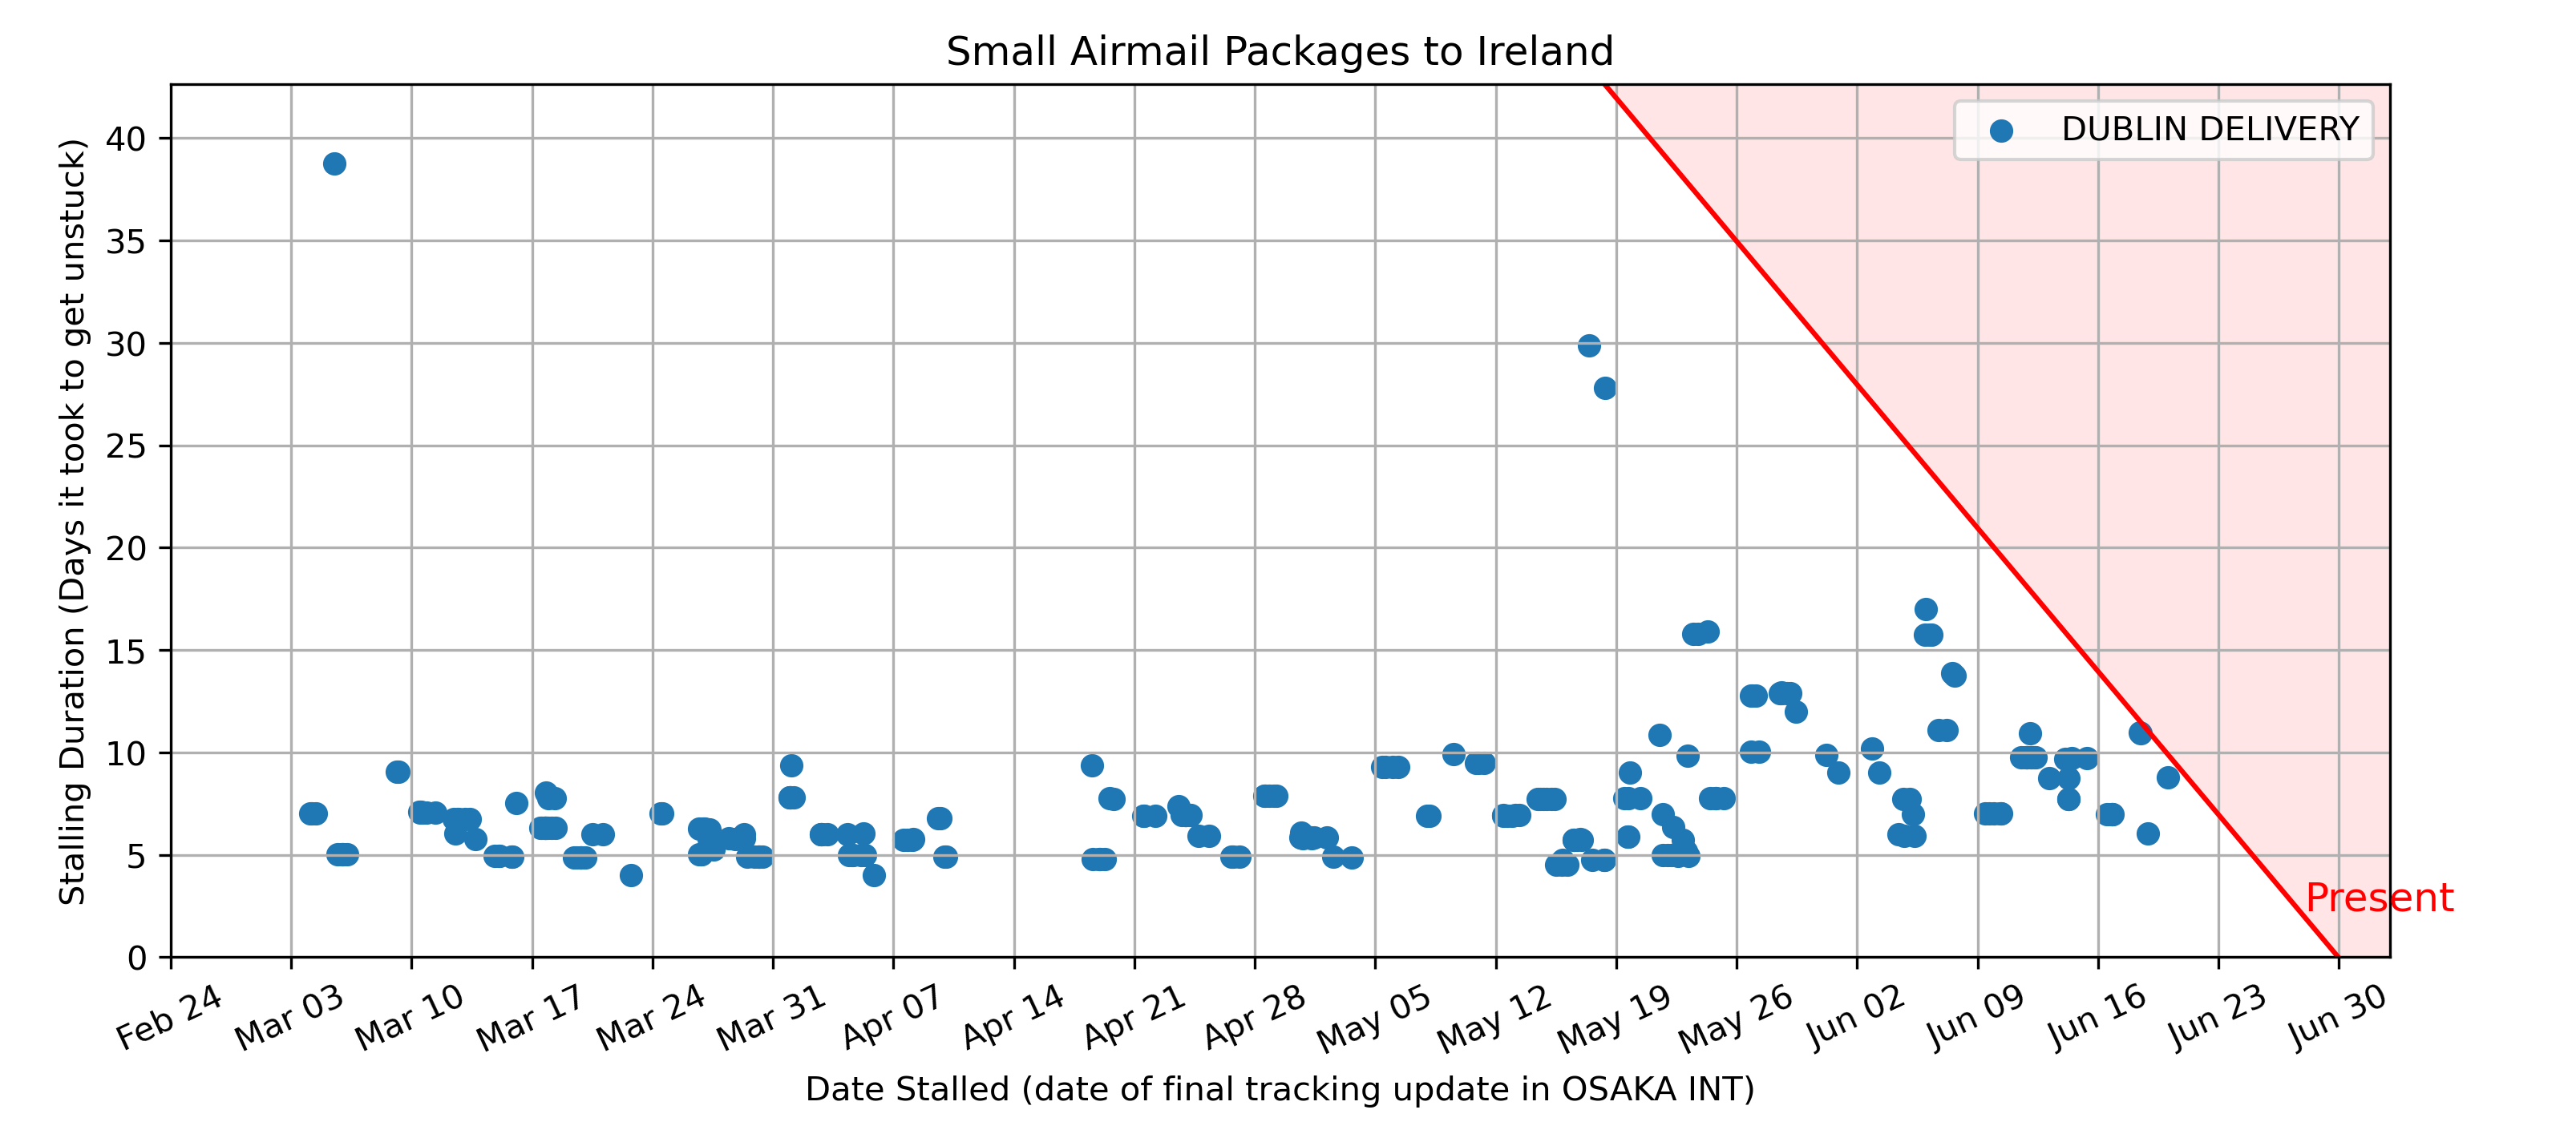 Small Airmail Packages to Ireland
DUBLIN DELIVERY
Stalling Duration (Days it took to get unstuck)
40
35
30
25
20
15
10
5
0
Present
Feb 24
Mar 03
Mar 10
Mar 17
Mar 24
Mar 31
Apr 07
Apr 14
Apr 21
Apr 28
May 05
May 12
May 19
May 26
Jun 02
Jun 09
Jun 16
Jun 23
Jun 30
Date Stalled (date of final tracking update in OSAKA INT)